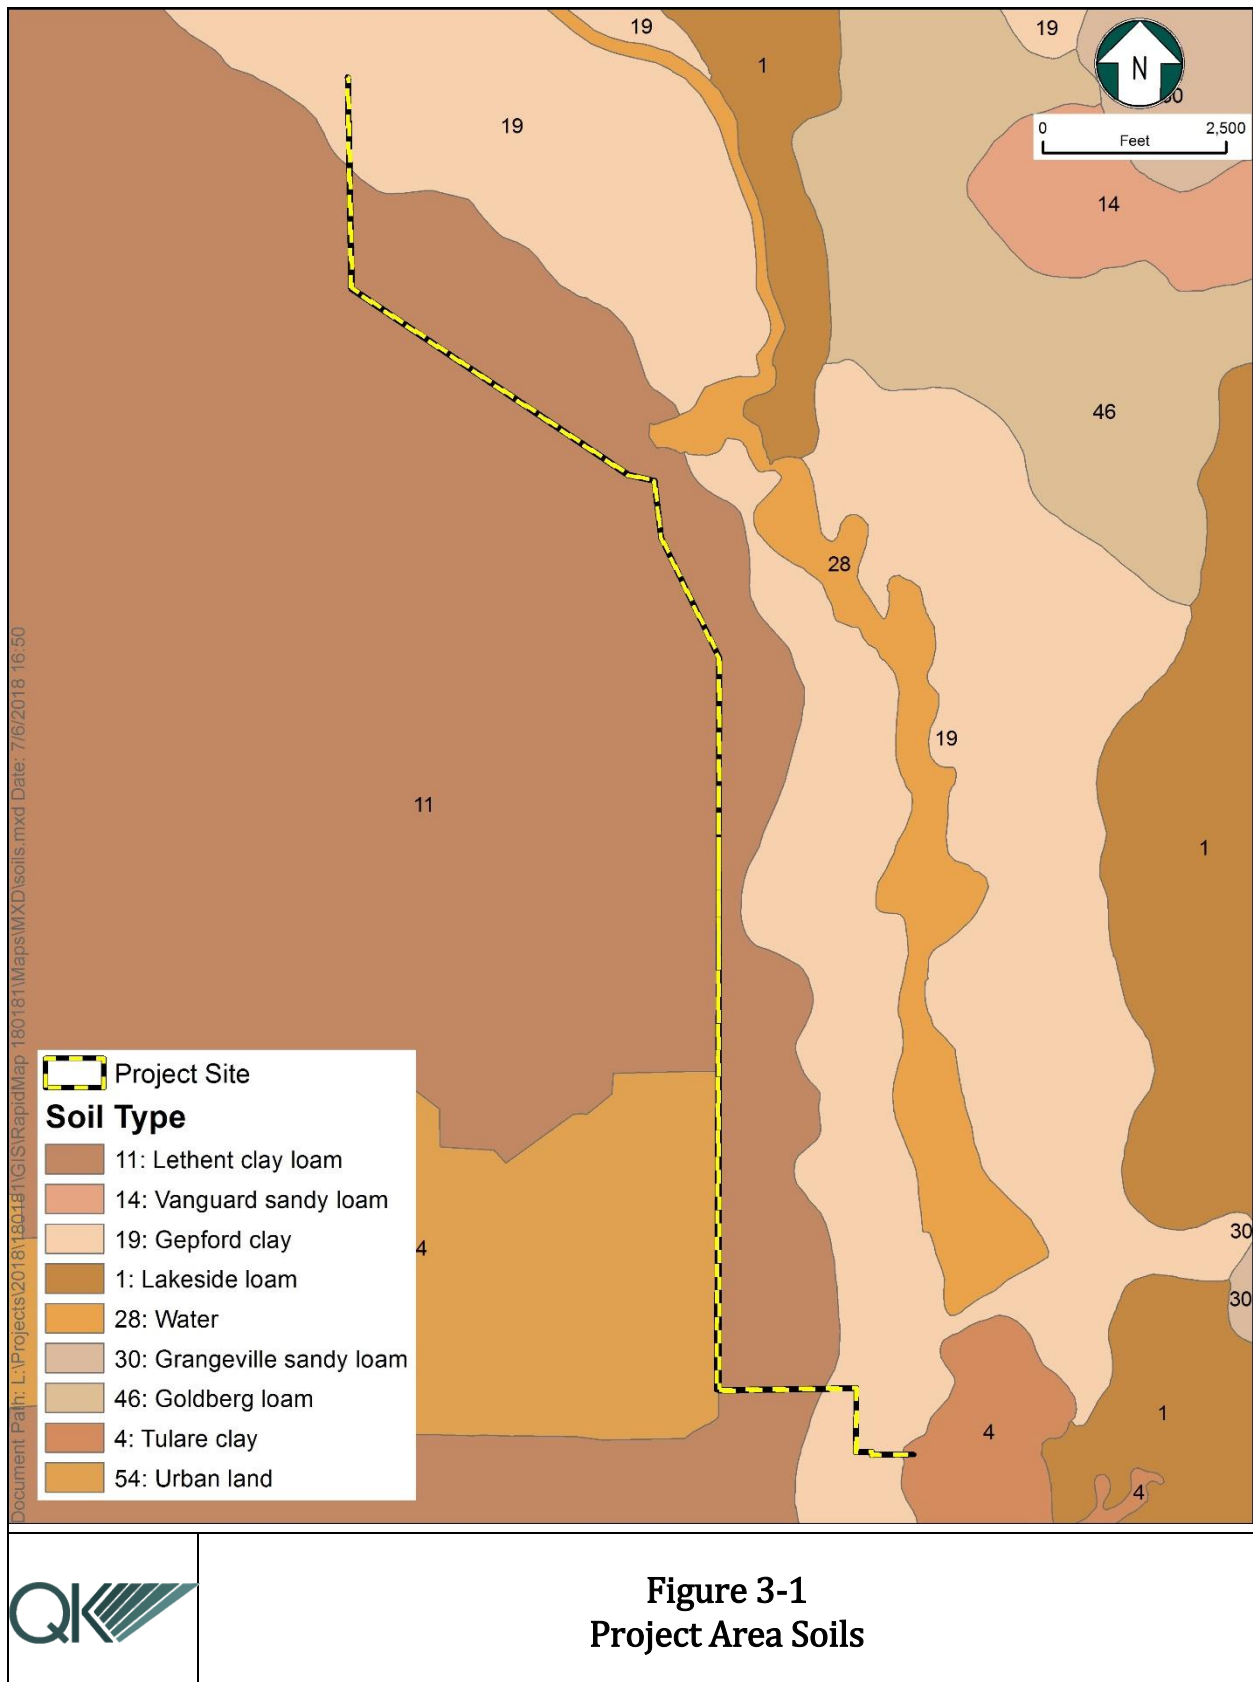 19
1
19
N
30
0 2,500
Feet
19
14
46
28
19
11
1
Project Site
Soil Type
11: Lethent clay loam
14: Vanguard sandy loam
19: Gepford clay
1: Lakeside loam
28: Water
30: Grangeville sandy loam
46: Goldberg loam
4: Tulare clay
54: Urban land
4
30
30
4
1
4
Document Path: L:\Projects\2018\180181\GIS\RapidMap 180181\Maps\MXD\soils.mxd Date: 7/6/2018 16:50
QK
Figure 3-1
Project Area Soils